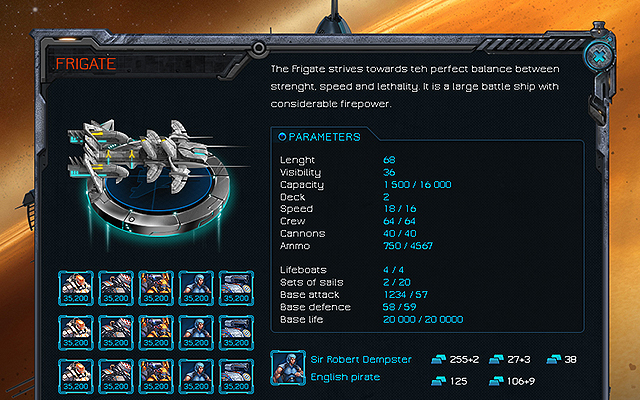 FRIGATE
The Frigate strives towards teh perfect balance between
strenght, speed and lethality. It is a large battle ship with
considerable firepower.
PARAMETERS
Lenght 68
Visibility 36
Capacity 1 500 / 16 000
Deck 2
Speed 18 / 16
Crew 64 / 64
Cannons 40 / 40
Ammo 750 / 4567
Lifeboats 4 / 4
Sets of sails 2 / 20
Base attack 1234 / 57
Base defence 58 / 59
Base life 20 000 / 20 0000
35,200 35,200 35,200 35,200 35,200
35,200 35,200 35,200 35,200 35,200
35,200 35,200 35,200 35,200 35,200
Sir Robert Dempster 255+2 27+3 38
English pirate 125 106+9